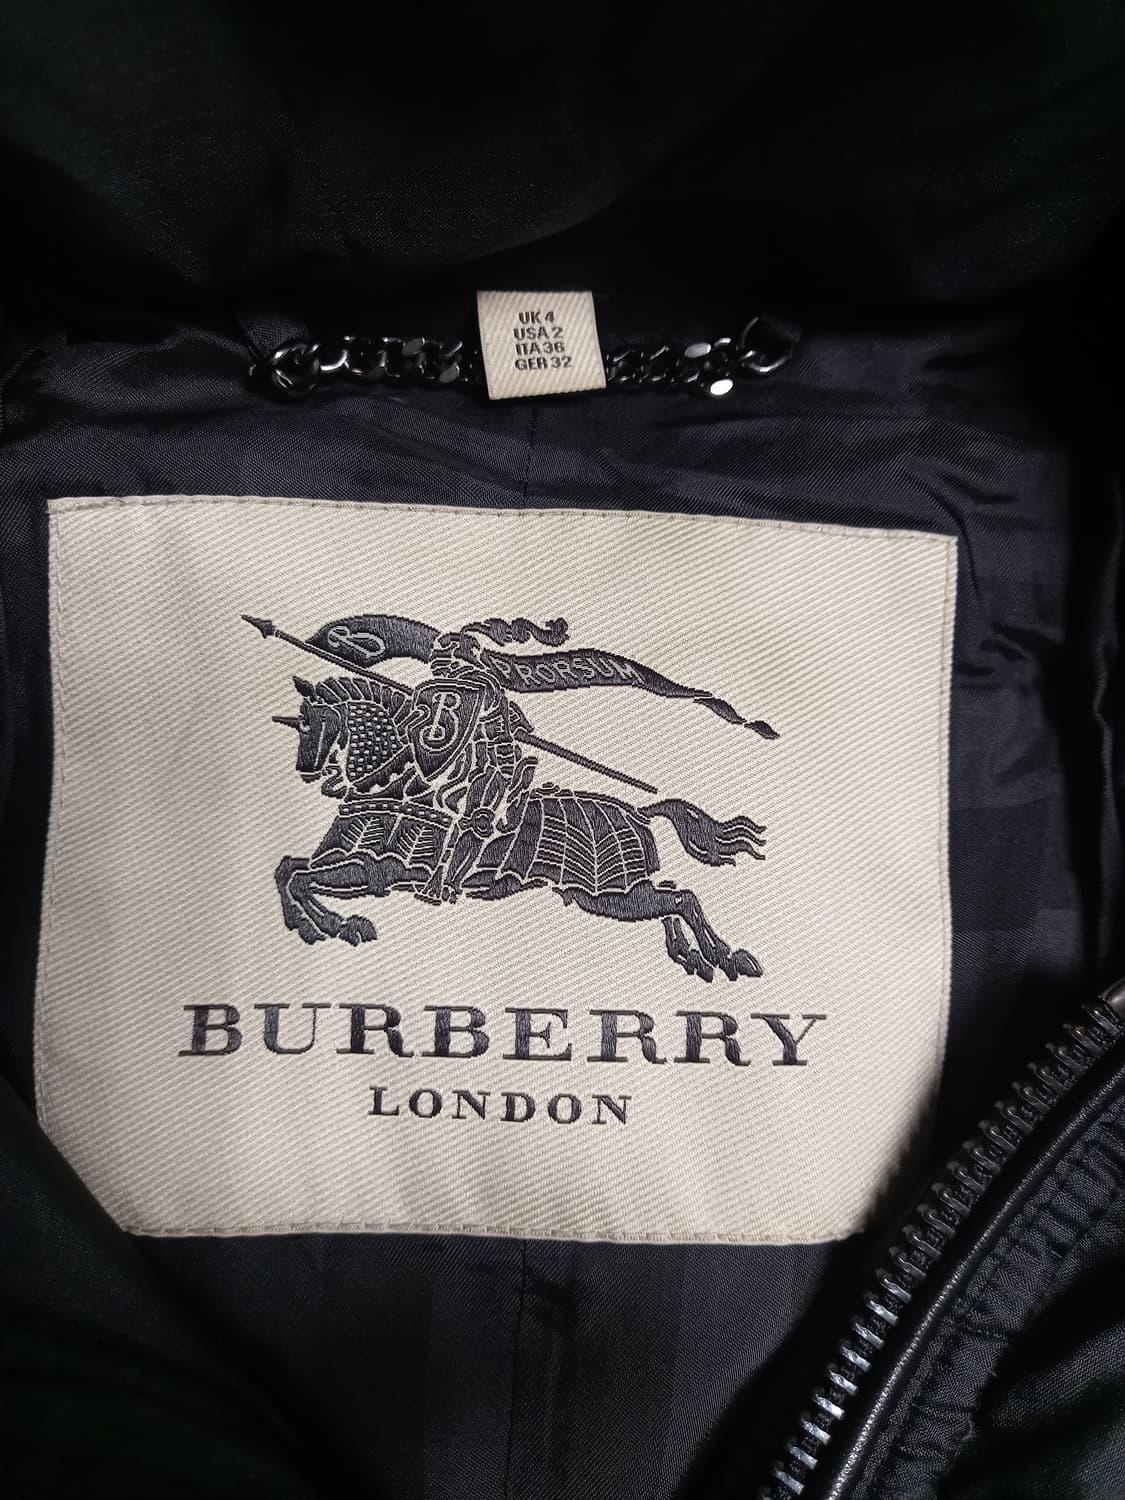 UK 4
USA 2
ITA 36
GER 32
B PRORSUM
B
BURBERRY
LONDON